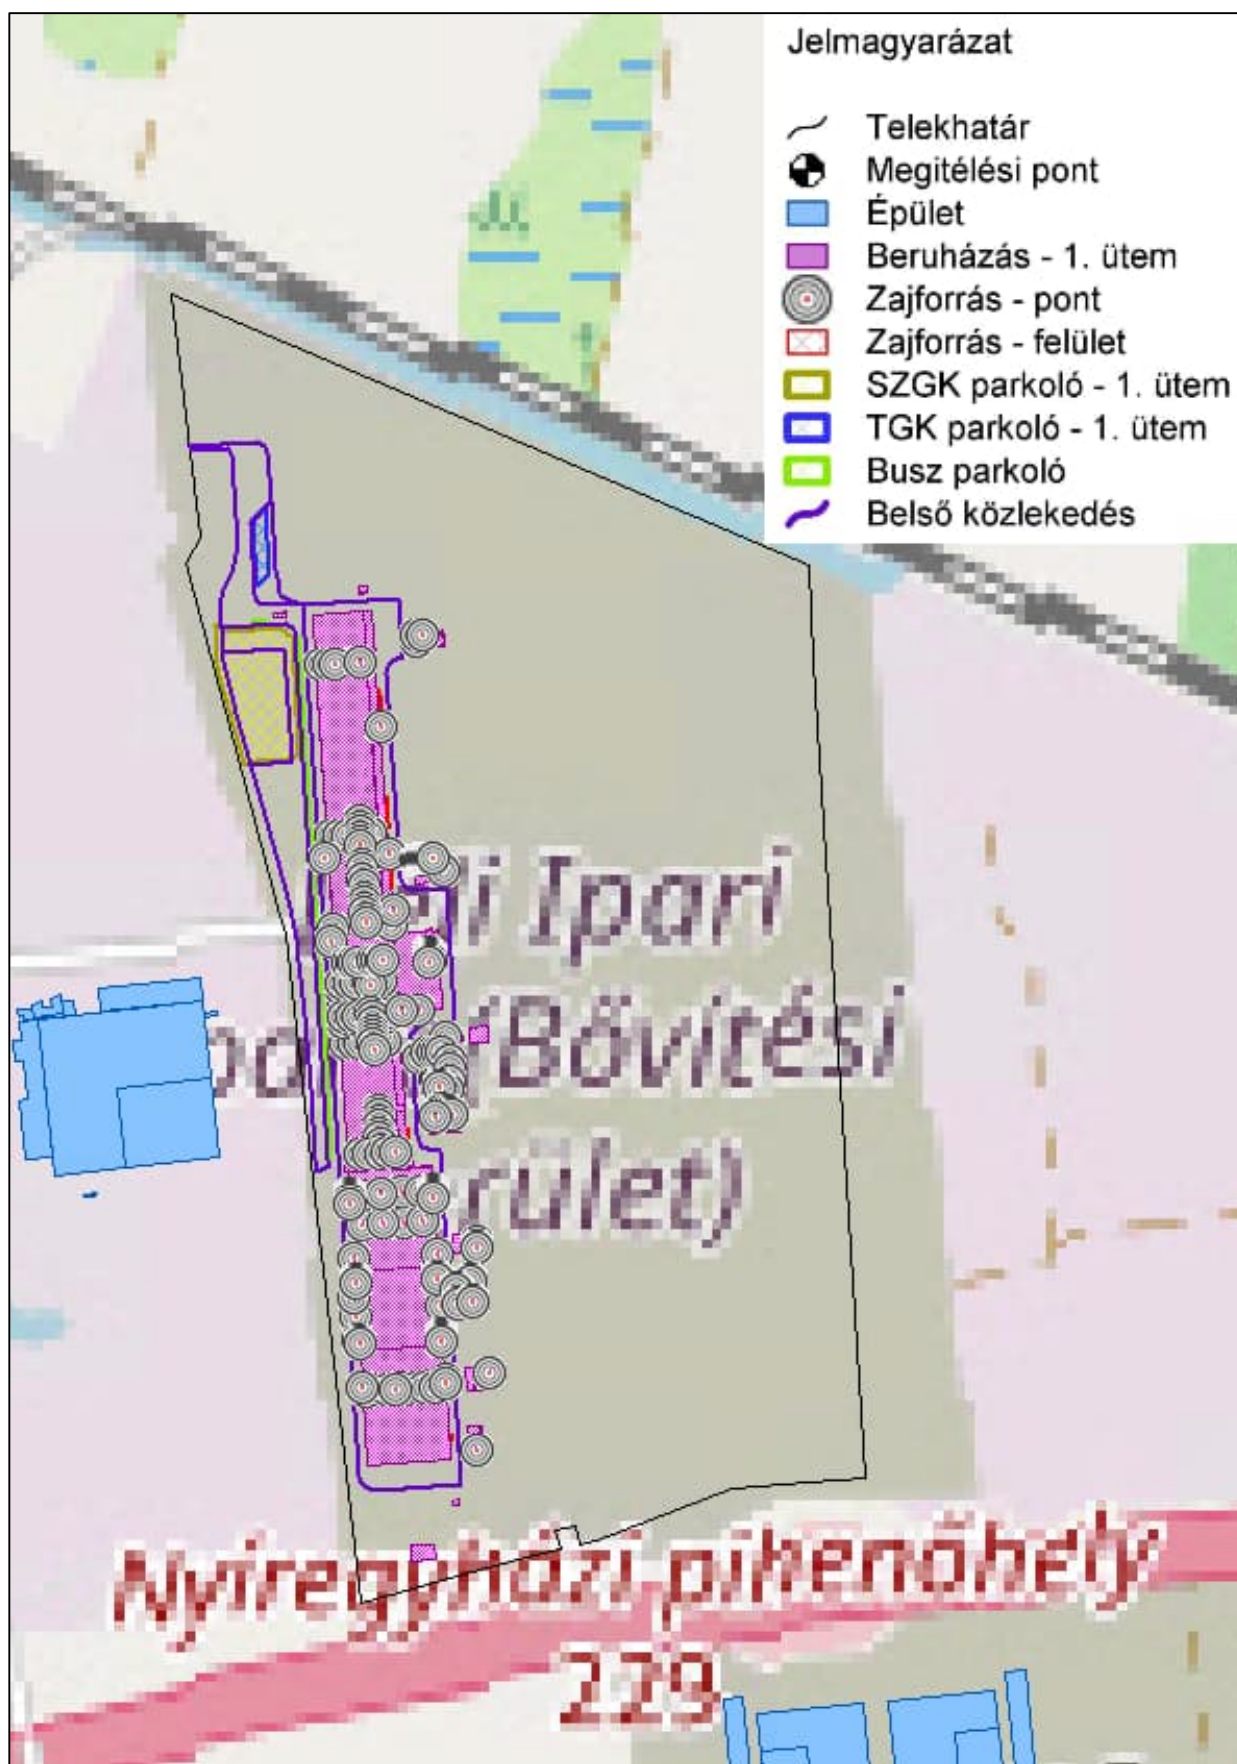 Jelmagyarázat
Telekhatár
Megitélési pont
Épület
Beruházás - 1. ütem
Zajforrás - pont
Zajforrás - felület
SZGK parkoló - 1. ütem
TGK parkoló - 1. ütem
Busz parkoló
Belső közlekedés
Ipari
(Bővítési
Nyíregyházi pihenőhely
229